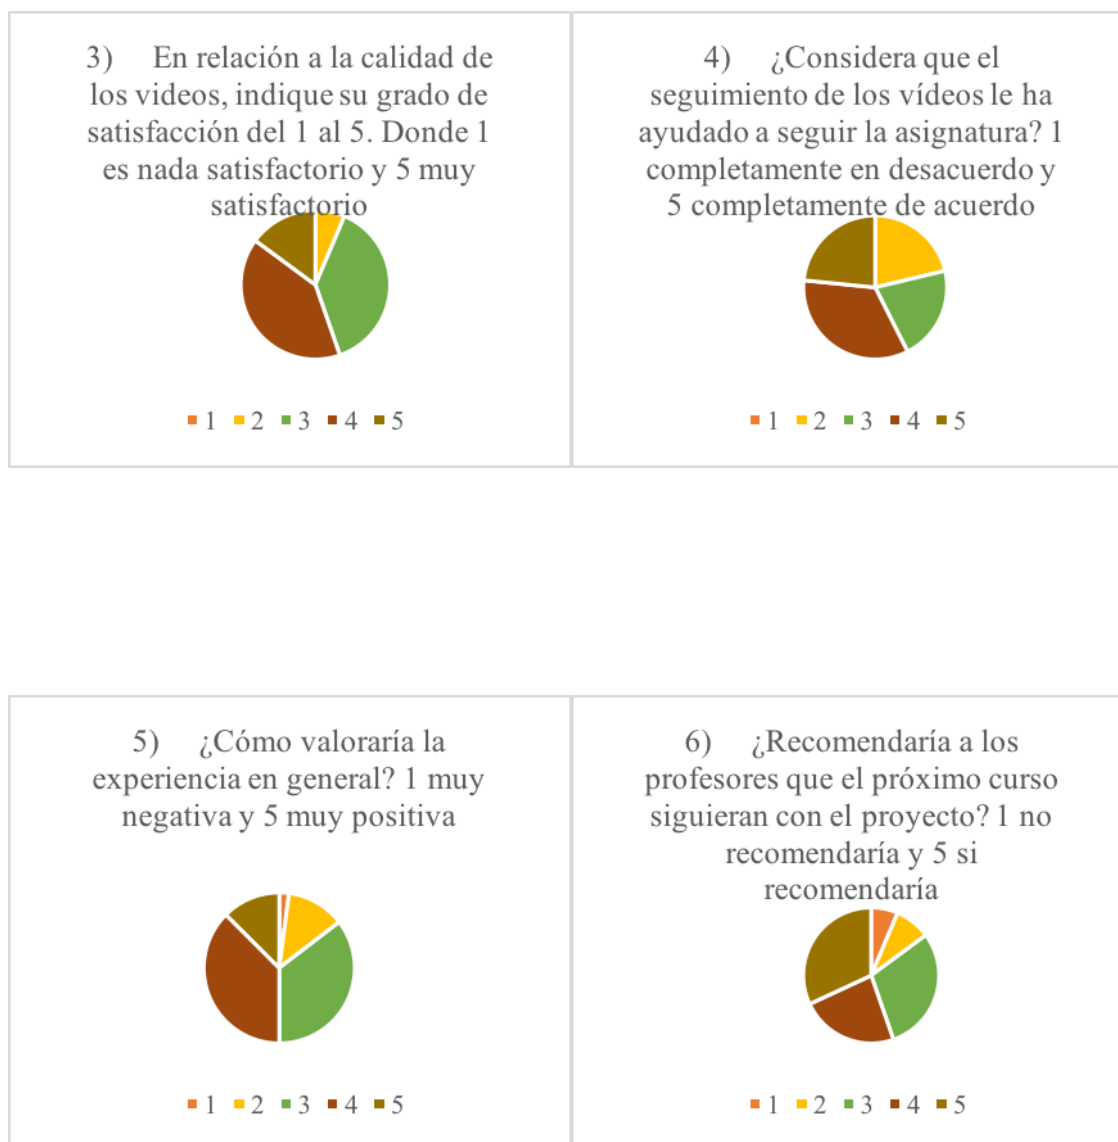 3) En relación a la calidad de
los videos, indique su grado de
satisfacción del 1 al 5. Donde 1
es nada satisfactorio y 5 muy
satisfactorio
1 2 3 4 5
4) ¿Considera que el
seguimiento de los vídeos le ha
ayudado a seguir la asignatura? 1
completamente en desacuerdo y
5 completamente de acuerdo
1 2 3 4 5
5) ¿Cómo valoraría la
experiencia en general? 1 muy
negativa y 5 muy positiva
1 2 3 4 5
6) ¿Recomendaría a los
profesores que el próximo curso
siguieran con el proyecto? 1 no
recomendaría y 5 si
recomendaría
1 2 3 4 5